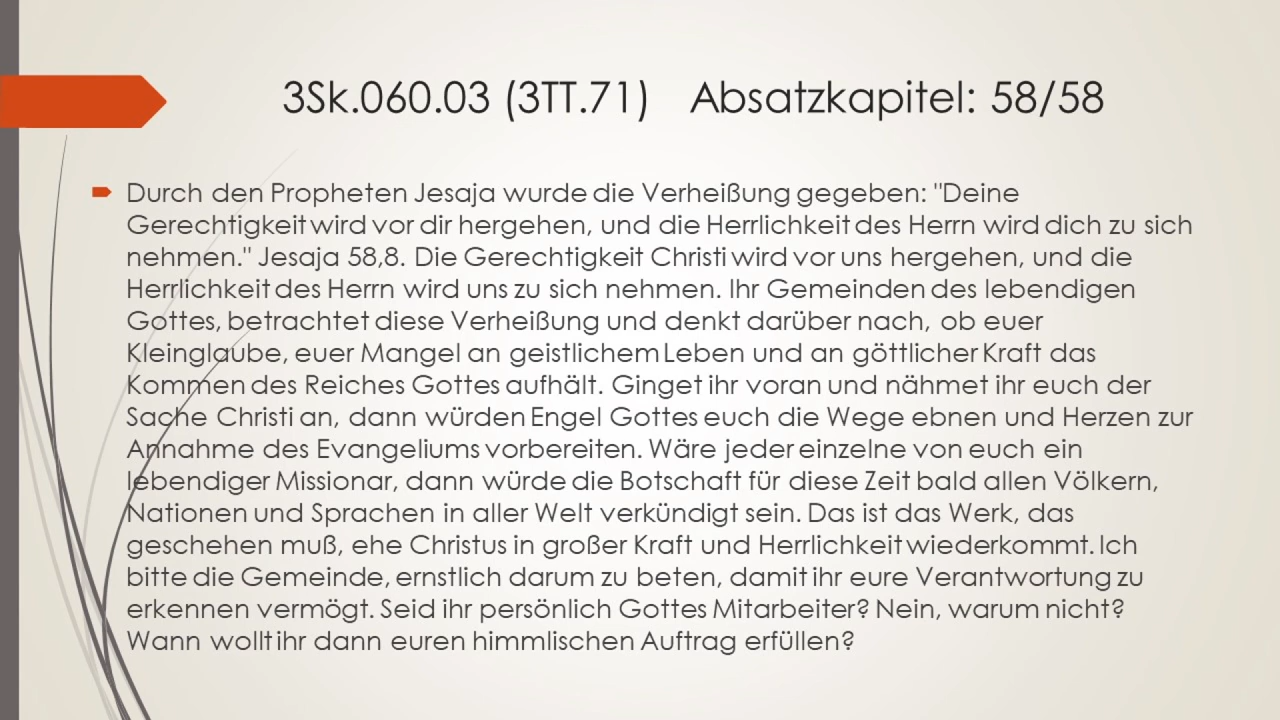 3Sk.060.03 (3TT.71) Absatzkapitel: 58/58
Durch den Propheten Jesaja wurde die Verheißung gegeben: "Deine
Gerechtigkeit wird vor dir hergehen, und die Herrlichkeit des Herrn wird dich zu sich
nehmen." Jesaja 58,8. Die Gerechtigkeit Christi wird vor uns hergehen, und die
Herrlichkeit des Herrn wird uns zu sich nehmen. Ihr Gemeinden des lebendigen
Gottes, betrachtet diese Verheißung und denkt darüber nach, ob euer
Kleinglaube, euer Mangel an geistlichem Leben und an göttlicher Kraft das
Kommen des Reiches Gottes aufhält. Ginget ihr voran und nähmet ihr euch der
Sache Christi an, dann würden Engel Gottes euch die Wege ebnen und Herzen zur
Annahme des Evangeliums vorbereiten. Wäre jeder einzelne von euch ein
lebendiger Missionar, dann würde die Botschaft für diese Zeit bald allen Völkern,
Nationen und Sprachen in aller Welt verkündigt sein. Das ist das Werk, das
geschehen muß, ehe Christus in großer Kraft und Herrlichkeit wiederkommt. Ich
bitte die Gemeinde, ernstlich darum zu beten, damit ihr eure Verantwortung zu
erkennen vermögt. Seid ihr persönlich Gottes Mitarbeiter? Nein, warum nicht?
Wann wollt ihr dann euren himmlischen Auftrag erfüllen?